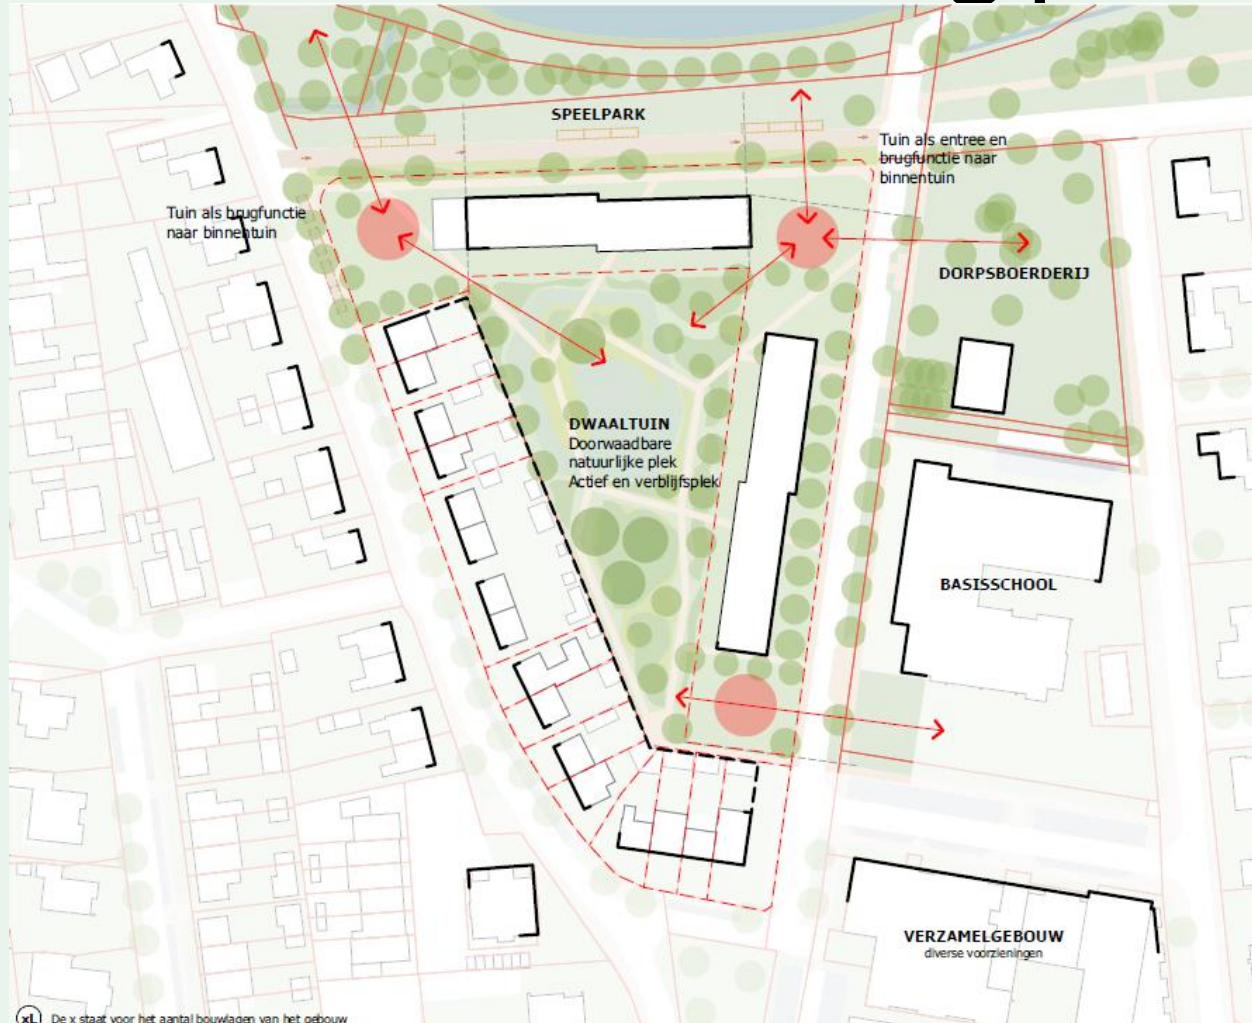 SPEELPARK
Tuin als entree en
brugfunctie naar
binnentuin
Tuin als brugfunctie
naar binnentuin
DORPSBOERDERIJ
DWAALTUIN
Doorwaadbare
natuurlijke plek
Actief en verblijfsplek
BASISSCHOOL
VERZAMELGEBOUW
diverse voorzieningen
xL De x staat voor het aantal bouwlagen van het gebouw